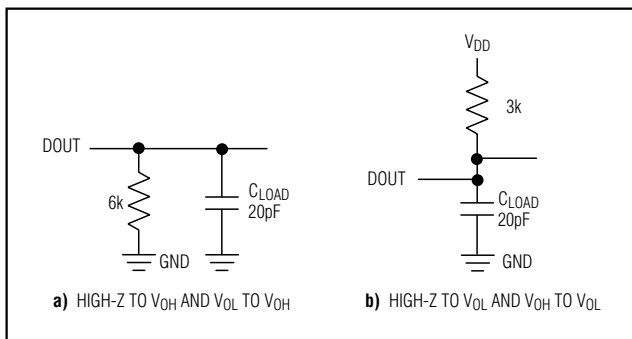 DOUT
6k
CLOAD
20pF
GND
a) HIGH-Z TO VOH AND VOL TO VOH
VDD
3k
DOUT
CLOAD
20pF
GND
b) HIGH-Z TO VOL AND VOH TO VOL